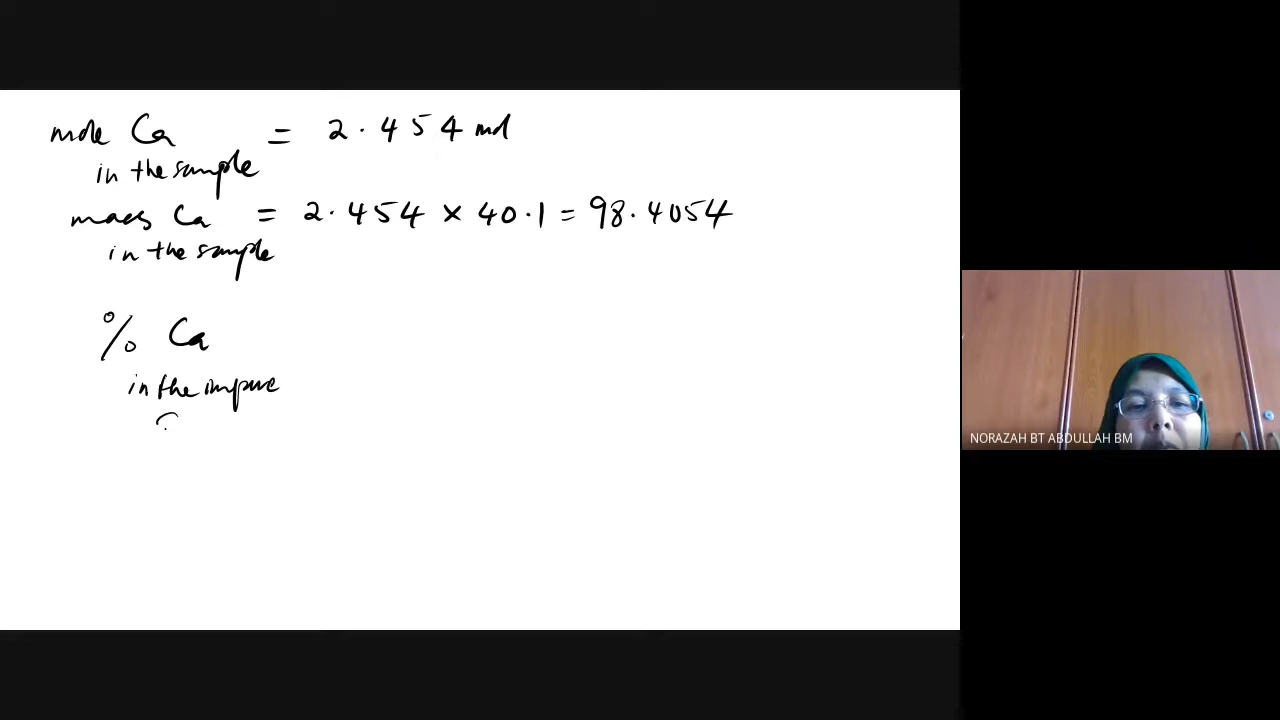 mole Ca = 2.454 mol
in the sample
mass Ca = 2.454 × 40.1 = 98.4054
in the sample
% Ca
in the impure
NORAZAH BT ABDULLAH BM